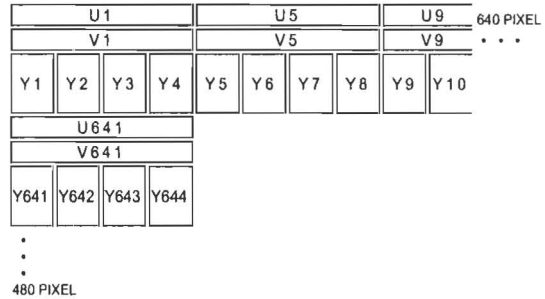 U1 U5 U9 640 PIXEL
V1 V5 V9 . . .
Y1 Y2 Y3 Y4 Y5 Y6 Y7 Y8 Y9 Y10
U641
V641
Y641 Y642 Y643 Y644
480 PIXEL